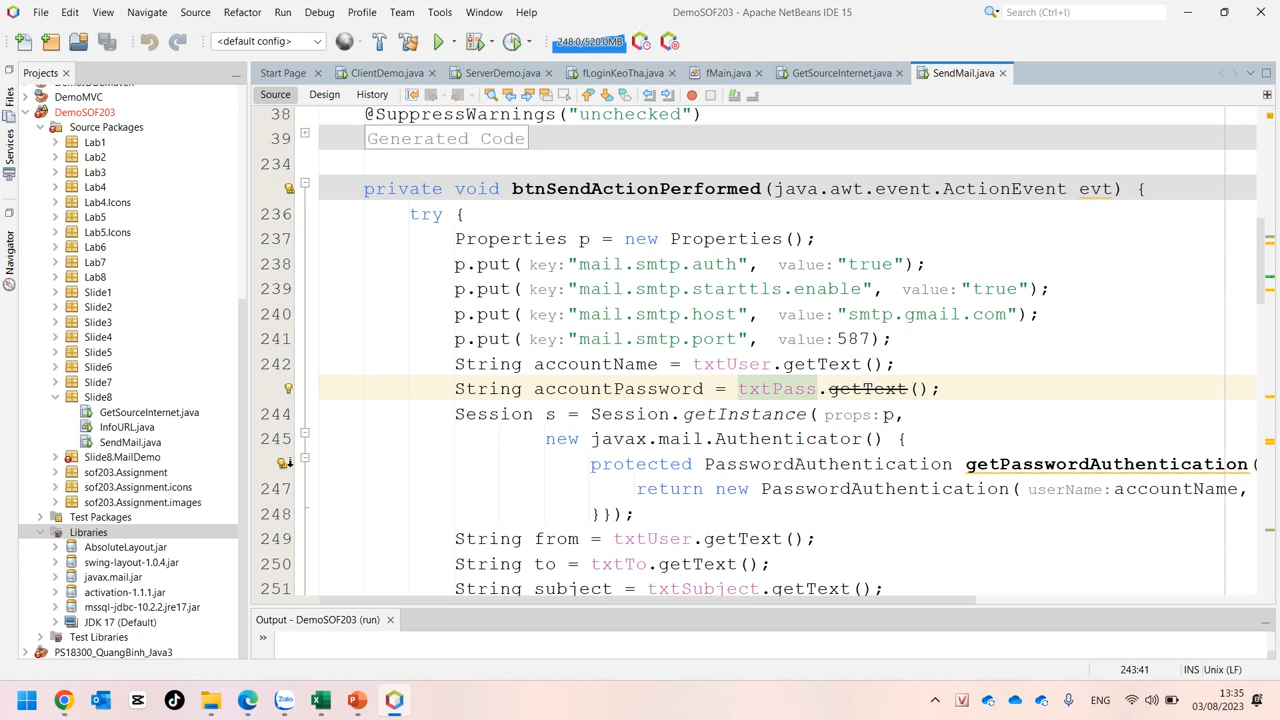 File Edit View Navigate Source Refactor Run Debug Profile Team Tools Window Help
DemoSOF203 - Apache NetBeans IDE 15
Search (Ctrl+I)
<default config>
248.0/520.0MB
Projects
Files
Services
Navigator
DemoMVC
DemoSOF203
Source Packages
Lab1
Lab2
Lab3
Lab4
Lab4.Icons
Lab5
Lab5.Icons
Lab6
Lab7
Lab8
Slide1
Slide2
Slide3
Slide4
Slide5
Slide6
Slide7
Slide8
GetSourceInternet.java
InfoURL.java
SendMail.java
Slide8.MailDemo
sof203.Assignment
sof203.Assignment.icons
sof203.Assignment.images
Test Packages
Libraries
AbsoluteLayout.jar
swing-layout-1.0.4.jar
javax.mail.jar
activation-1.1.1.jar
mssql-jdbc-10.2.2.jre17.jar
JDK 17 (Default)
Test Libraries
PS18300_QuangBinh_Java3
Start Page ClientDemo.java ServerDemo.java fLoginKeoTha.java fMain.java GetSourceInternet.java SendMail.java
Source Design History
38 @SuppressWarnings("unchecked")
39 Generated Code
234
private void btnSendActionPerformed(java.awt.event.ActionEvent evt) {
236 try {
237 Properties p = new Properties();
238 p.put(key:"mail.smtp.auth", value:"true");
239 p.put(key:"mail.smtp.starttls.enable", value:"true");
240 p.put(key:"mail.smtp.host", value:"smtp.gmail.com");
241 p.put(key:"mail.smtp.port", value:587);
242 String accountName = txtUser.getText();
String accountPassword = txtPass.getText();
244 Session s = Session.getInstance(props:p,
245 new javax.mail.Authenticator() {
protected PasswordAuthentication getPasswordAuthentication(
247 return new PasswordAuthentication(userName:accountName,
248 }});
249 String from = txtUser.getText();
250 String to = txtTo.getText();
251 String subject = txtSubject.getText();
Output - DemoSOF203 (run)
243:41 INS Unix (LF)
ENG
13:35
03/08/2023